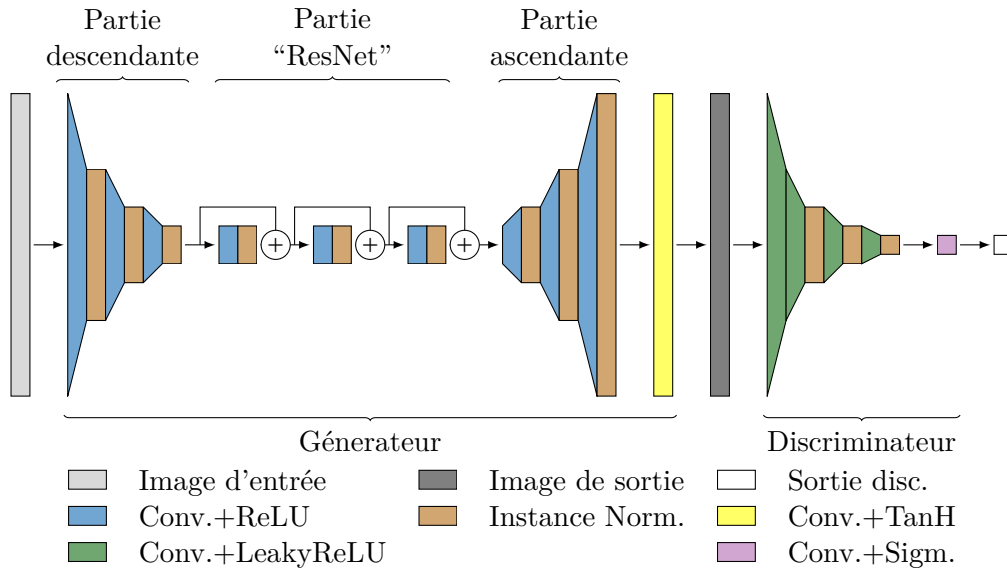 Partie
descendante
Partie
“ResNet”
Partie
ascendante
+
+
+
Génerateur
Discriminateur
Image d'entrée
Image de sortie
Sortie disc.
Conv.+ReLU
Instance Norm.
Conv.+TanH
Conv.+LeakyReLU
Conv.+Sigm.